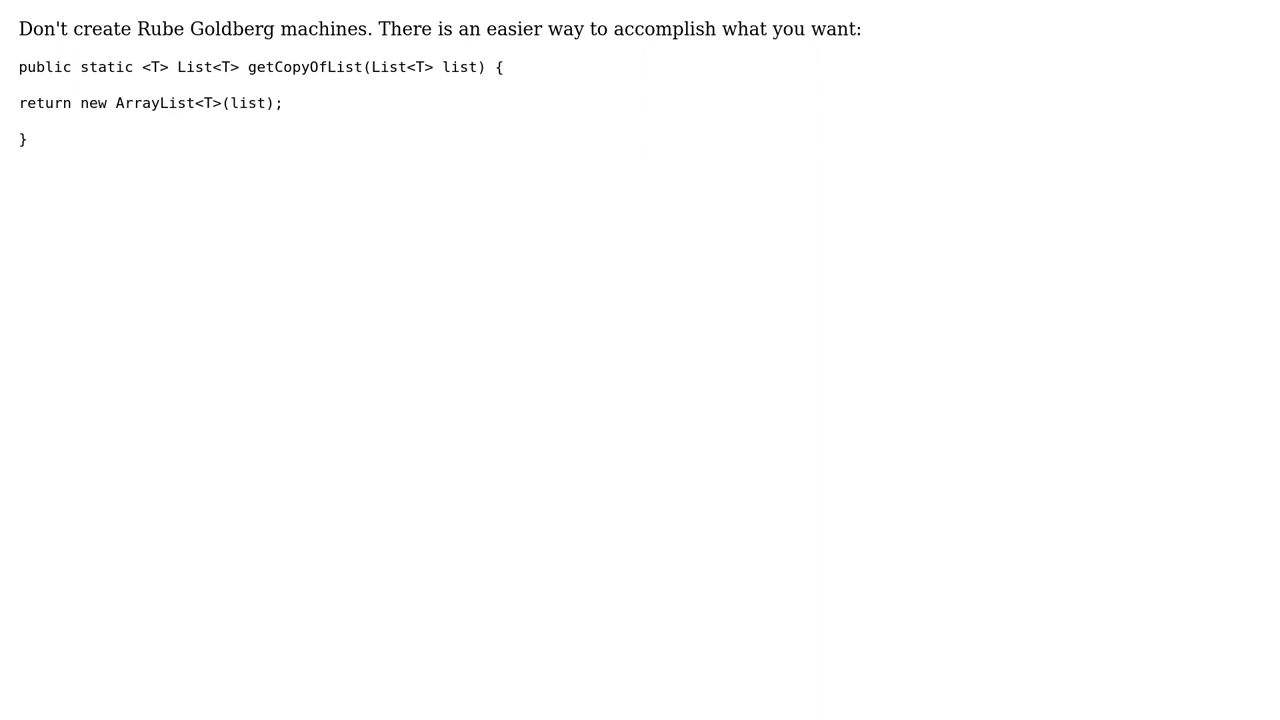 Don't create Rube Goldberg machines. There is an easier way to accomplish what you want:
public static <T> List<T> getCopyOfList(List<T> list) {
return new ArrayList<T>(list);
}